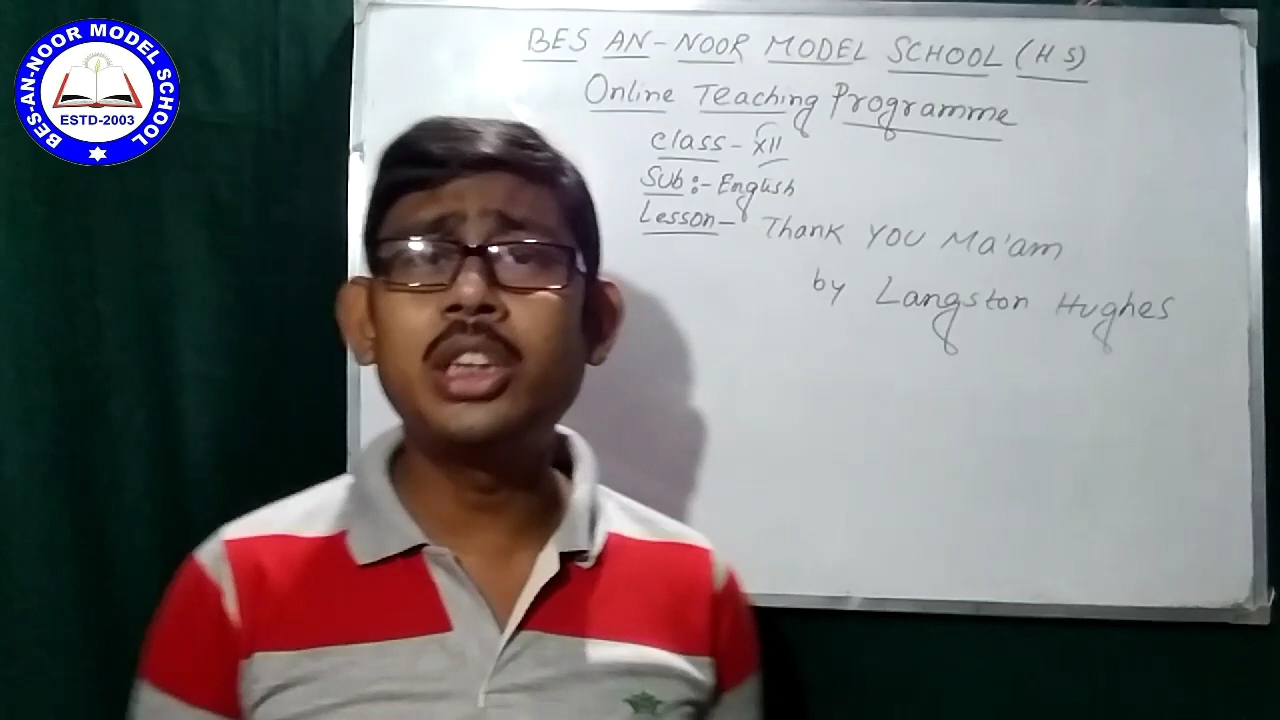 BES-AN-NOOR MODEL SCHOOL
ESTD-2003
BES AN-NOOR MODEL SCHOOL (H S)
Online Teaching Programme
Class - XII
Sub :- English
Lesson - Thank YOU Ma'am
by Langston Hughes